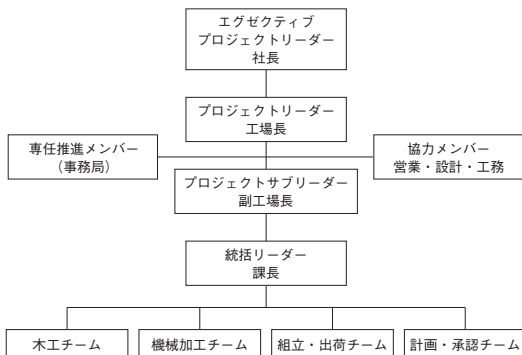 エグゼクティブ
プロジェクトリーダー
社長
プロジェクトリーダー
工場長
専任推進メンバー
(事務局)
協力メンバー
営業・設計・工務
プロジェクトサブリーダー
副工場長
統括リーダー
課長
木工チーム
機械加工チーム
組立・出荷チーム
計画・承認チーム